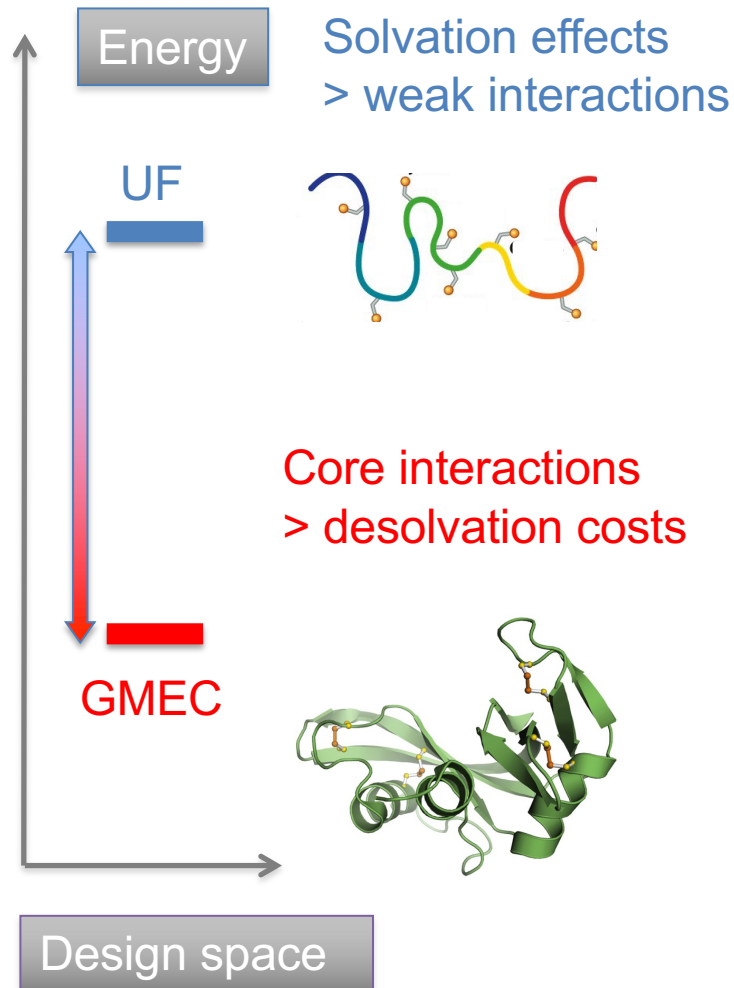 Energy
Solvation effects
> weak interactions
UF
Core interactions
> desolvation costs
GMEC
Design space